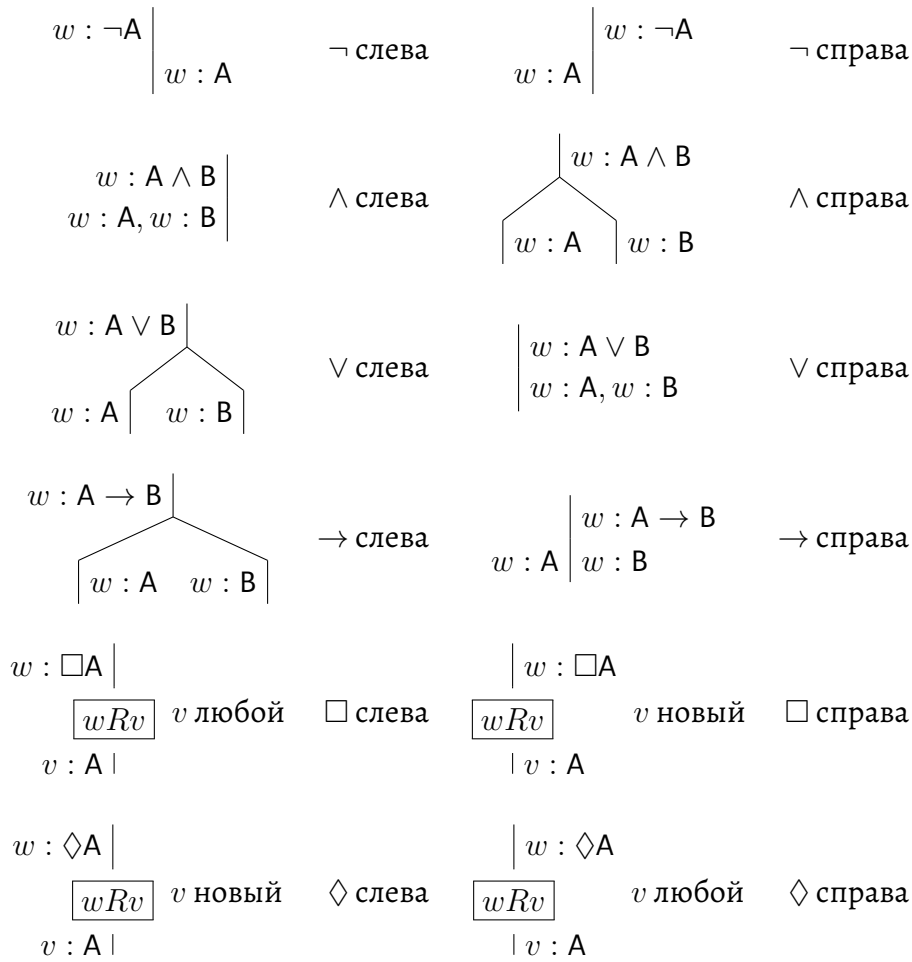 w : ¬A
w : A
¬ слева
w : ¬A
w : A
¬ справа
w : A ∧ B
w : A, w : B
∧ слева
w : A ∧ B
w : A w : B
∧ справа
w : A ∨ B
w : A w : B
∨ слева
w : A ∨ B
w : A, w : B
∨ справа
w : A → B
w : A w : B
→ слева
w : A → B
w : A w : B
→ справа
w : □A
wRv v любой □ слева
v : A
w : □A
wRv v новый □ справа
v : A
w : ◊A
wRv v новый ◊ слева
v : A
w : ◊A
wRv v любой ◊ справа
v : A